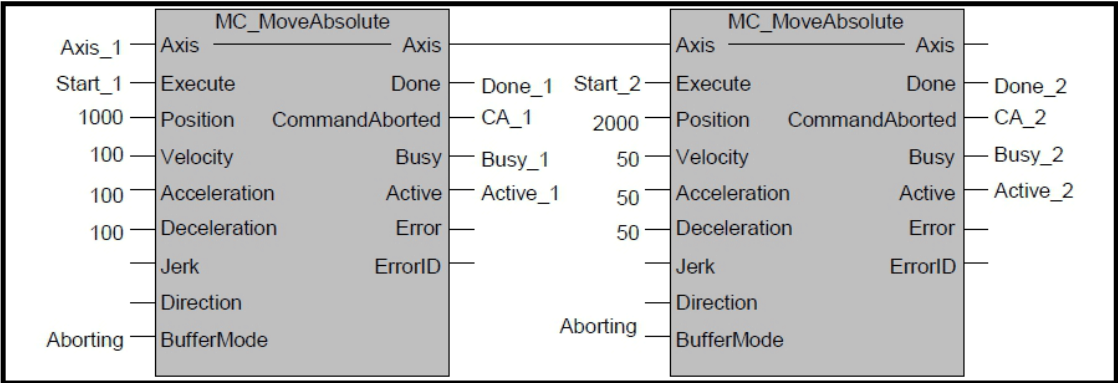 MC_MoveAbsolute MC_MoveAbsolute
Axis_1 Axis Axis Axis Axis
Start_1 Execute Done Done_1 Start_2 Execute Done Done_2
1000 Position CommandAborted CA_1 2000 Position CommandAborted CA_2
100 Velocity Busy Busy_1 50 Velocity Busy Busy_2
100 Acceleration Active Active_1 50 Acceleration Active Active_2
100 Deceleration Error 50 Deceleration Error
Jerk ErrorID Jerk ErrorID
Direction Direction
Aborting BufferMode Aborting BufferMode